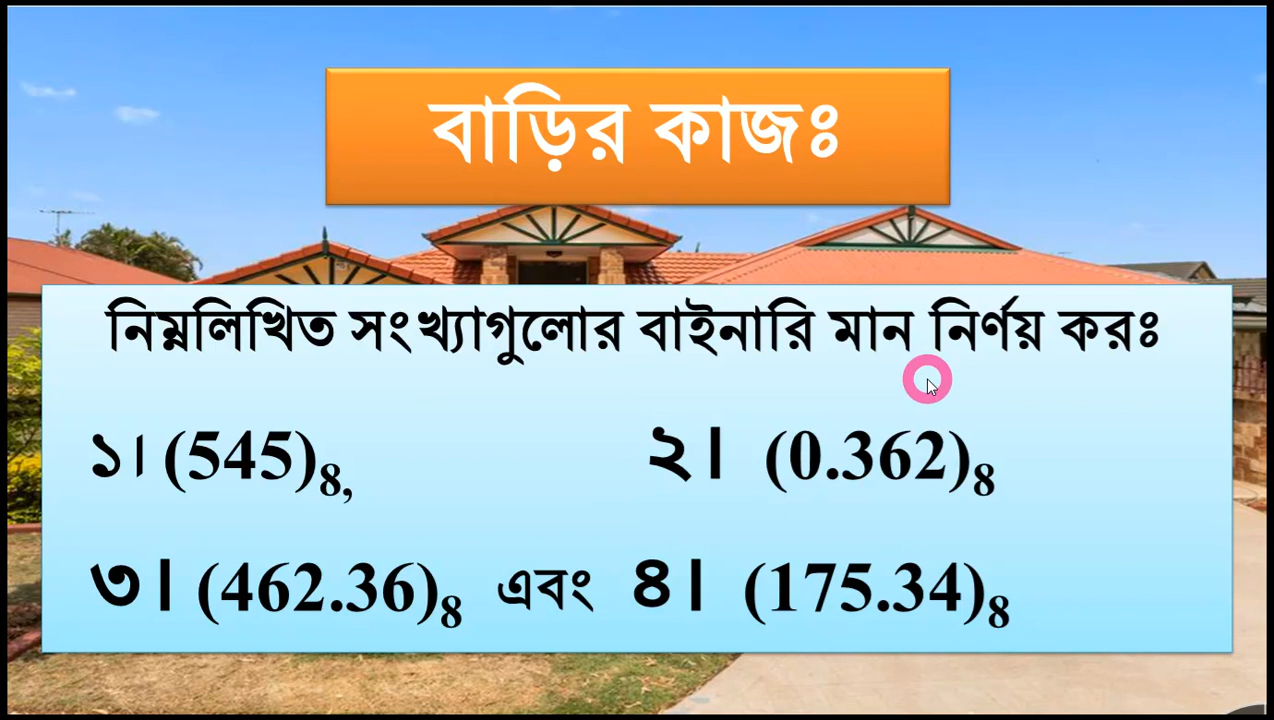 বাড়ির কাজঃ
নিম্নলিখিত সংখ্যাগুলোর বাইনারি মান নির্ণয় করঃ
১। (545)₈, ২। (0.362)₈
৩। (462.36)₈ এবং ৪। (175.34)₈